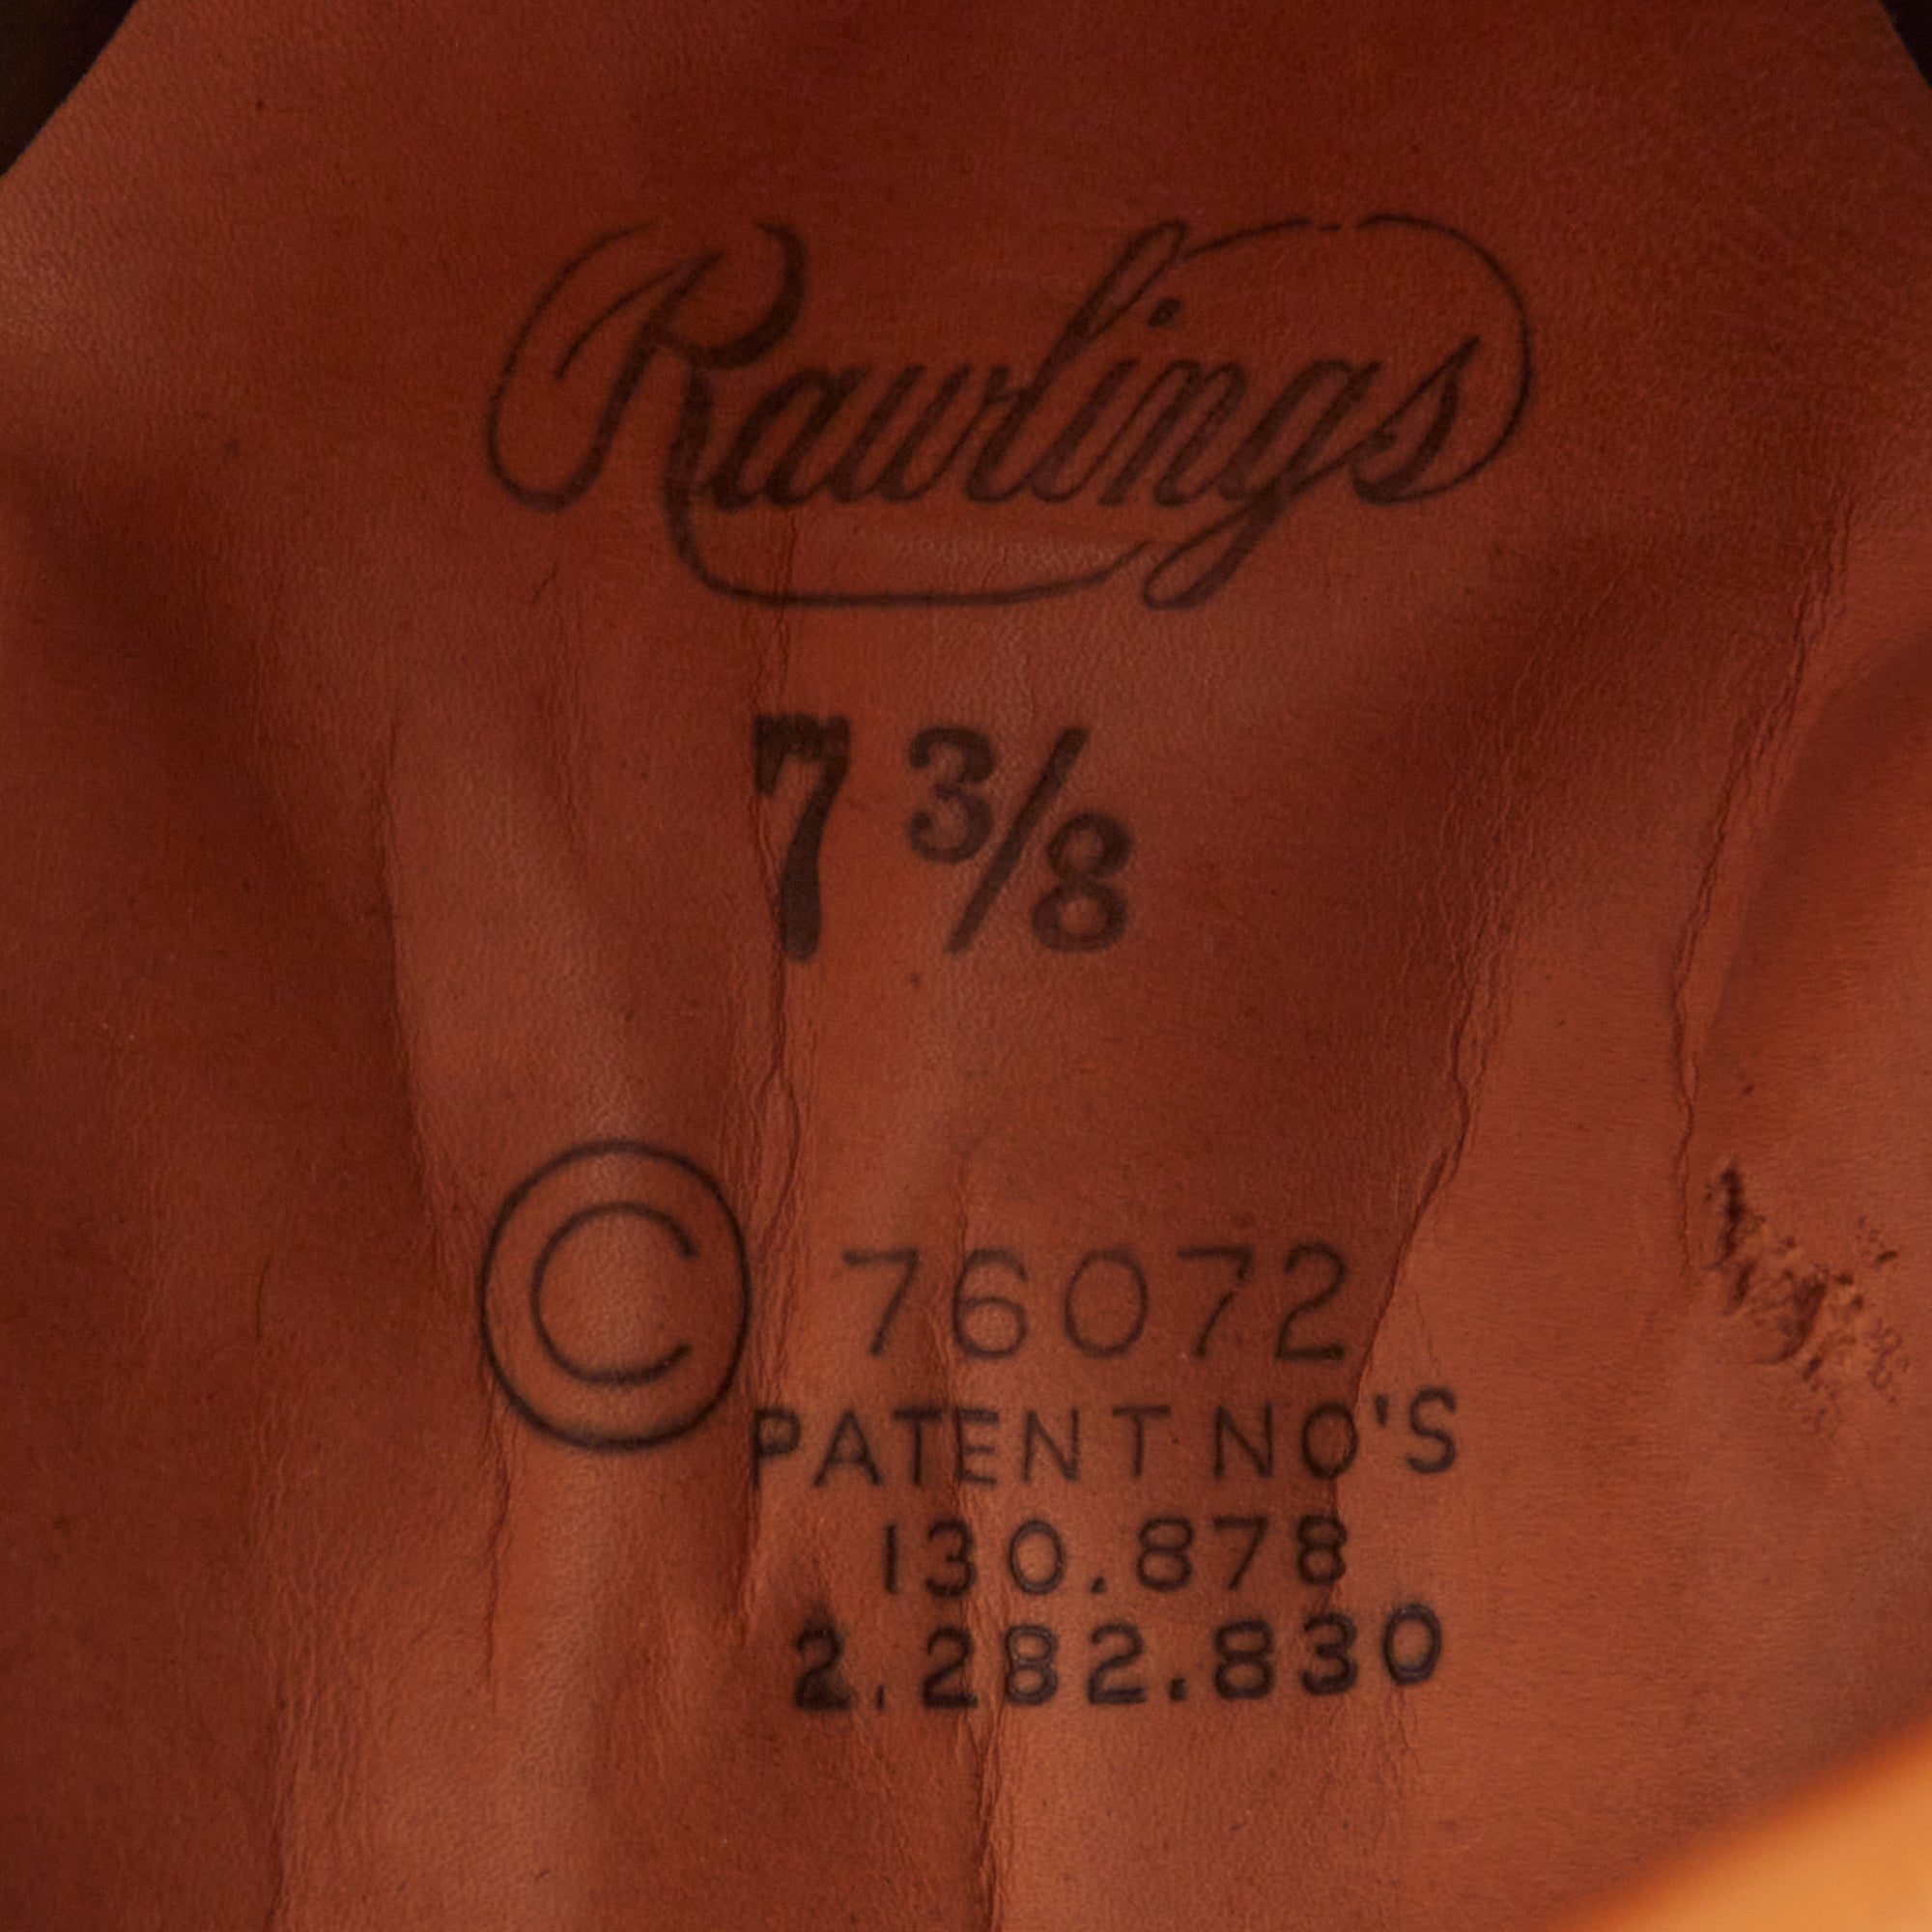 Rawlings
7 3/8
© 76072
PATENT NO'S
130.878
2.282.830